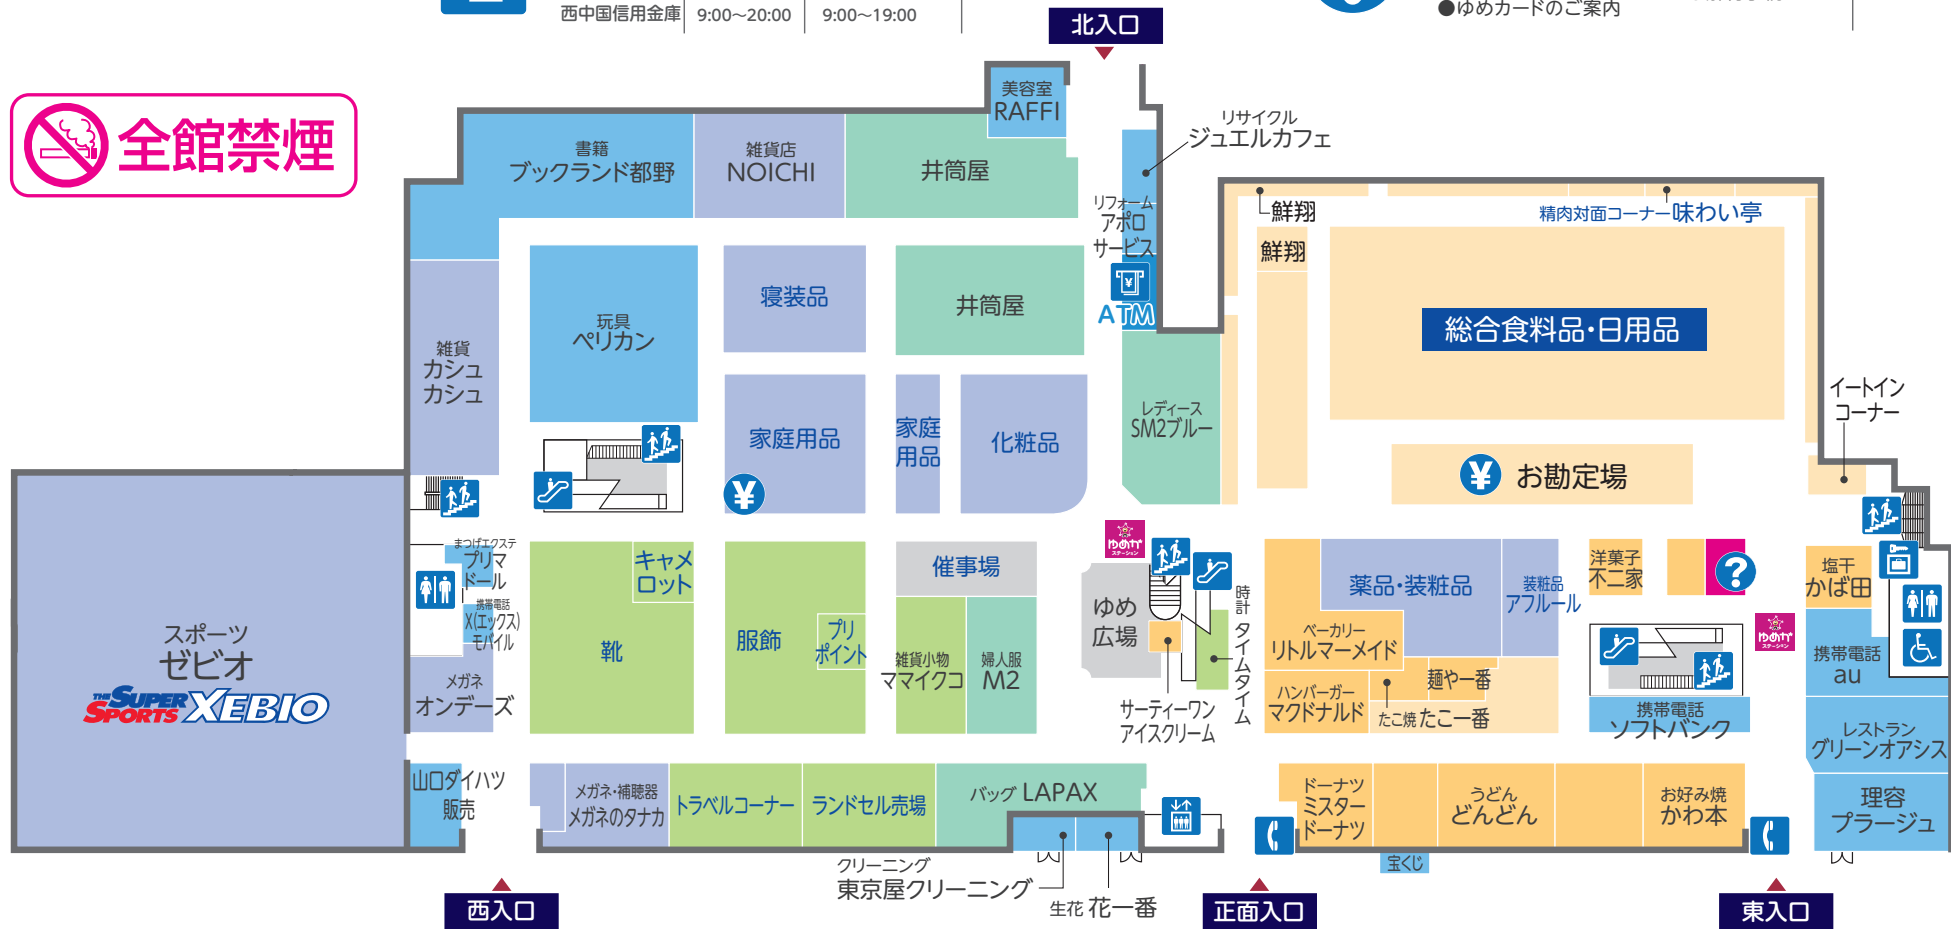 西中国信用金庫 9:00～20:00 9:00～19:00
●ゆめカードのご案内
北入口
全館禁煙
美容室
RAFFI
リサイクル
ジュエルカフェ
書籍
ブックランド都野
雑貨店
NOICHI
井筒屋
リフォーム
アポロ
サービス
¥
ATM
鮮翔
鮮翔
精肉対面コーナー 味わい亭
総合食料品・日用品
イートイン
コーナー
雑貨
カシュ
カシュ
玩具
ペリカン
寝装品
井筒屋
家庭用品
家庭
用品
化粧品
レディース
SM2ブルー
¥
¥ お勘定場
スポーツ
ゼビオ
THE SUPER SPORTS XEBIO
まつげエクステ
プリマ
ドール
携帯電話
X(エックス)
モバイル
メガネ
オンデーズ
キャメ
ロット
靴
服飾
プリ
ポイント
催事場
雑貨小物
ママイクコ
婦人服
M2
ゆめか
ステーション
ゆめ
広場
時計 タイムタイム
サーティーワン
アイスクリーム
薬品・装粧品
装粧品
アフルール
ベーカリー
リトルマーメイド
ハンバーガー
マクドナルド
麺や一番
たこ焼 たこ一番
洋菓子
不二家
?
ゆめか
ステーション
携帯電話
ソフトバンク
塩干
かば田
携帯電話
au
レストラン
グリーンオアシス
理容
プラージュ
山口ダイハツ
販売
メガネ・補聴器
メガネのタナカ
トラベルコーナー
ランドセル売場
バッグ LAPAX
ドーナツ
ミスター
ドーナツ
うどん
どんどん
お好み焼
かわ本
宝くじ
クリーニング
東京屋クリーニング
生花 花一番
西入口
正面入口
東入口